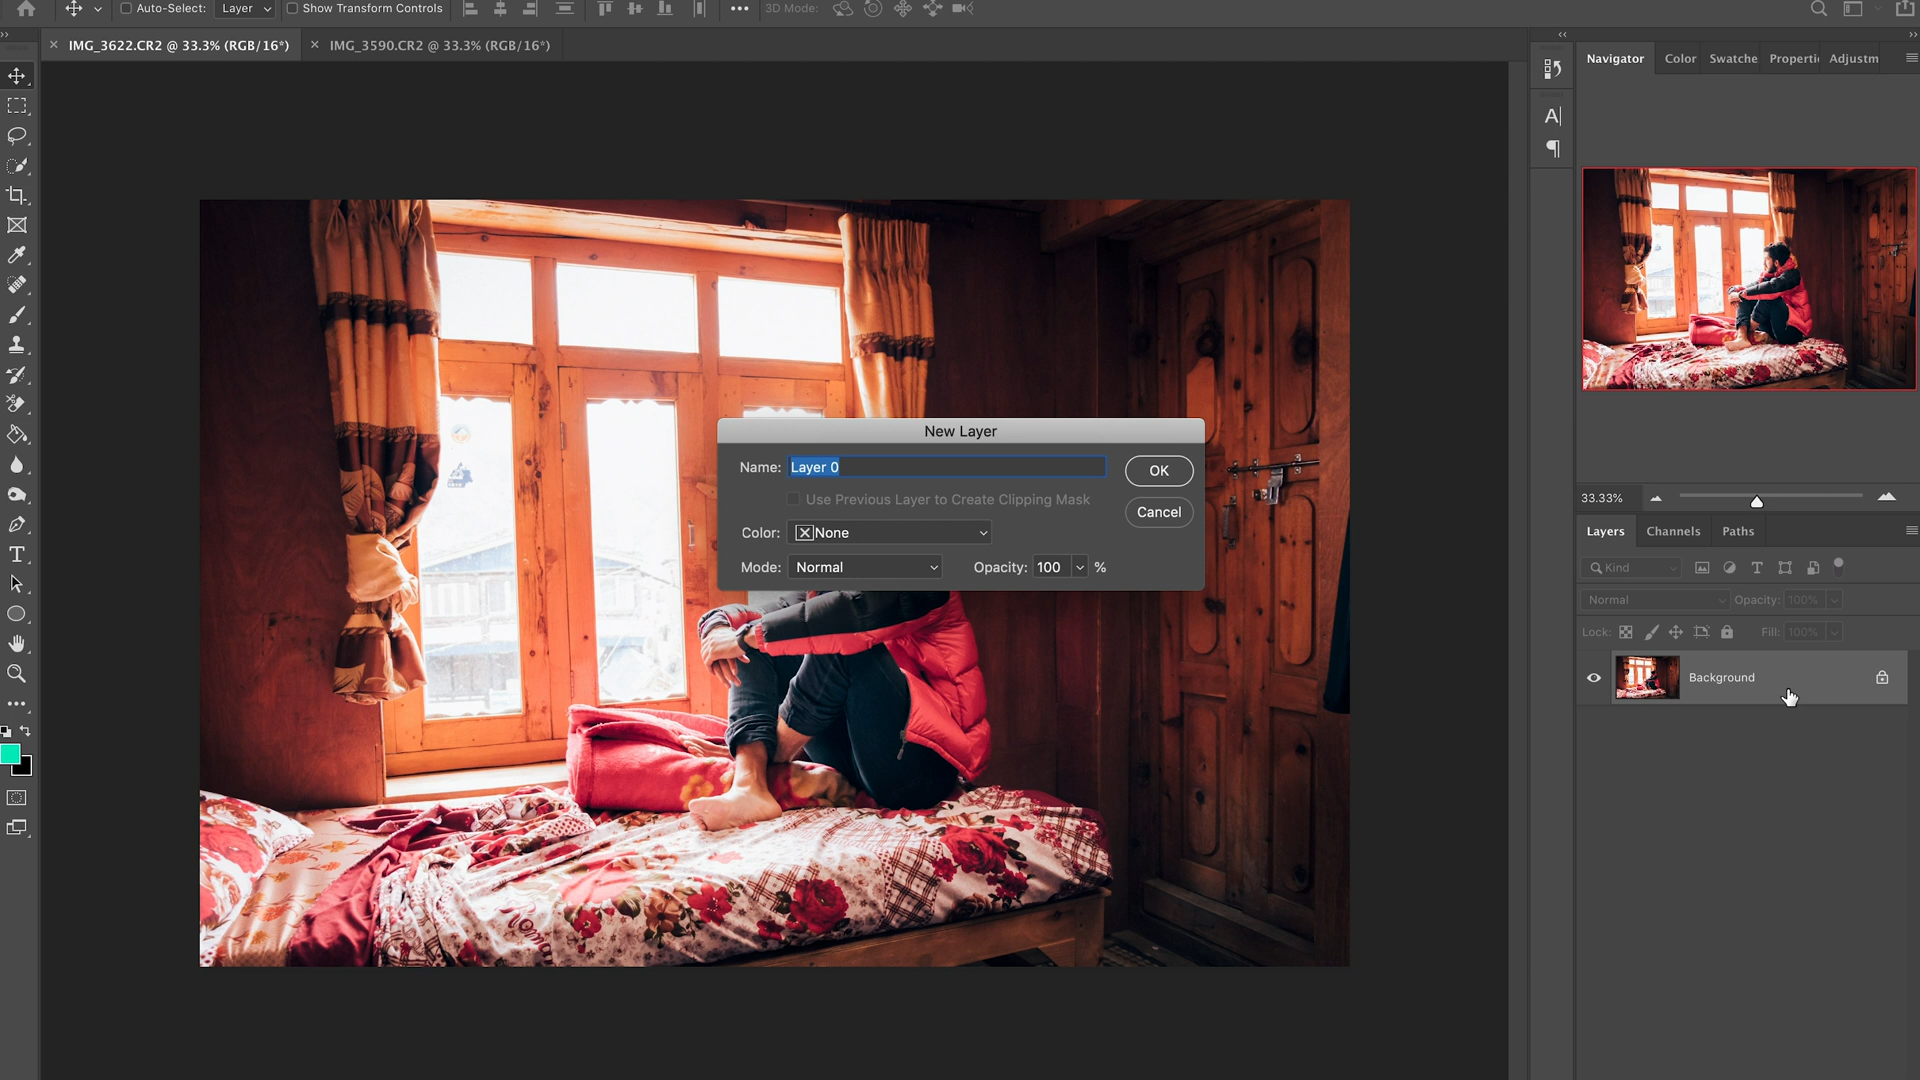 Auto-Select: Layer Show Transform Controls 3D Mode:
IMG_3622.CR2 @ 33.3% (RGB/16*) IMG_3590.CR2 @ 33.3% (RGB/16*)
Navigator Color Swatche Properti Adjustm
New Layer
Name: Layer 0 OK
Use Previous Layer to Create Clipping Mask
Cancel
Color: None
Mode: Normal Opacity: 100 %
33.33%
Layers Channels Paths
Kind
Normal Opacity: 100%
Lock: Fill: 100%
Background